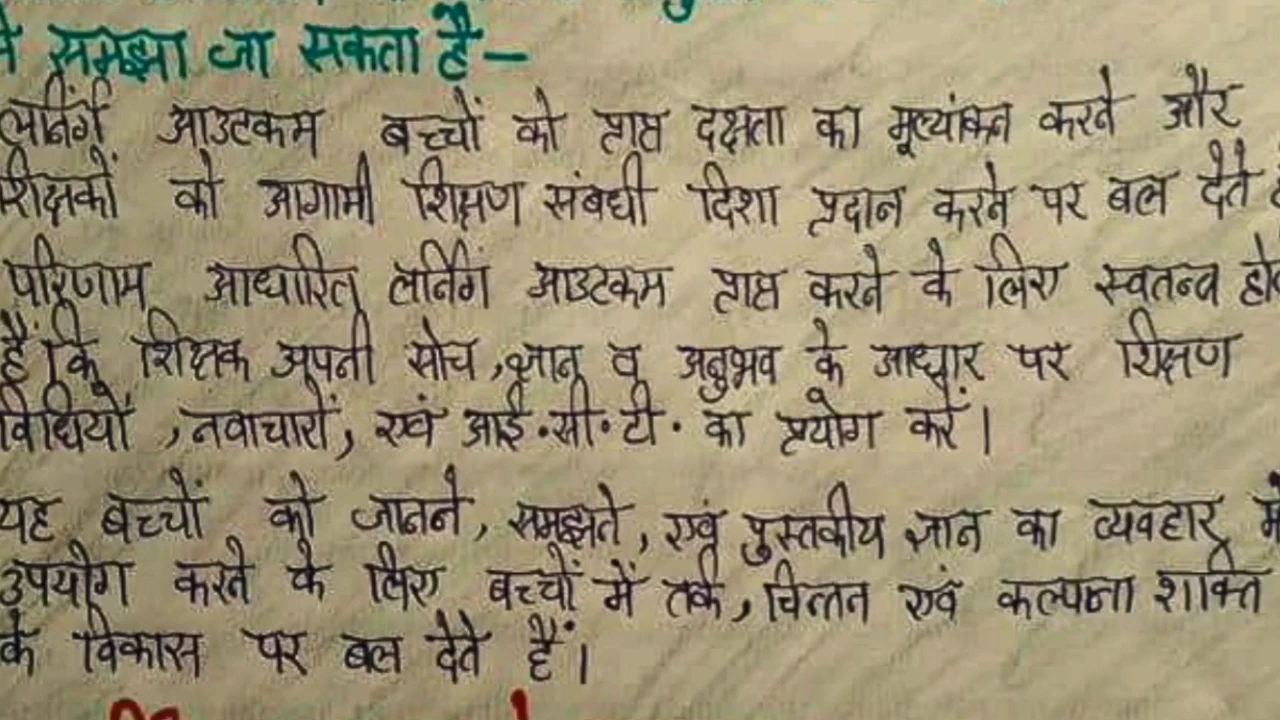 समझा जा सकता है -
लर्निंग आउटकम बच्चों को प्राप्त दक्षता का मूल्यांकन करने और
शिक्षकों को आगामी शिक्षण संबधी दिशा प्रदान करने पर बल देते
परिणाम आधारित लर्निंग आउटकम प्राप्त करने के लिए स्वतन्त्र
हैं कि शिक्षक अपनी सोच, ज्ञान व अनुभव के आधार पर शिक्षण
विधियों, नवाचारों, एवं आई.सी.टी. का प्रयोग करें।
यह बच्चों को जानने, समझने, एवं पुस्तकीय ज्ञान का व्यवहार में
उपयोग करने के लिए बच्चों में तर्क, चिन्तन एवं कल्पना शक्ति
के विकास पर बल देते हैं।